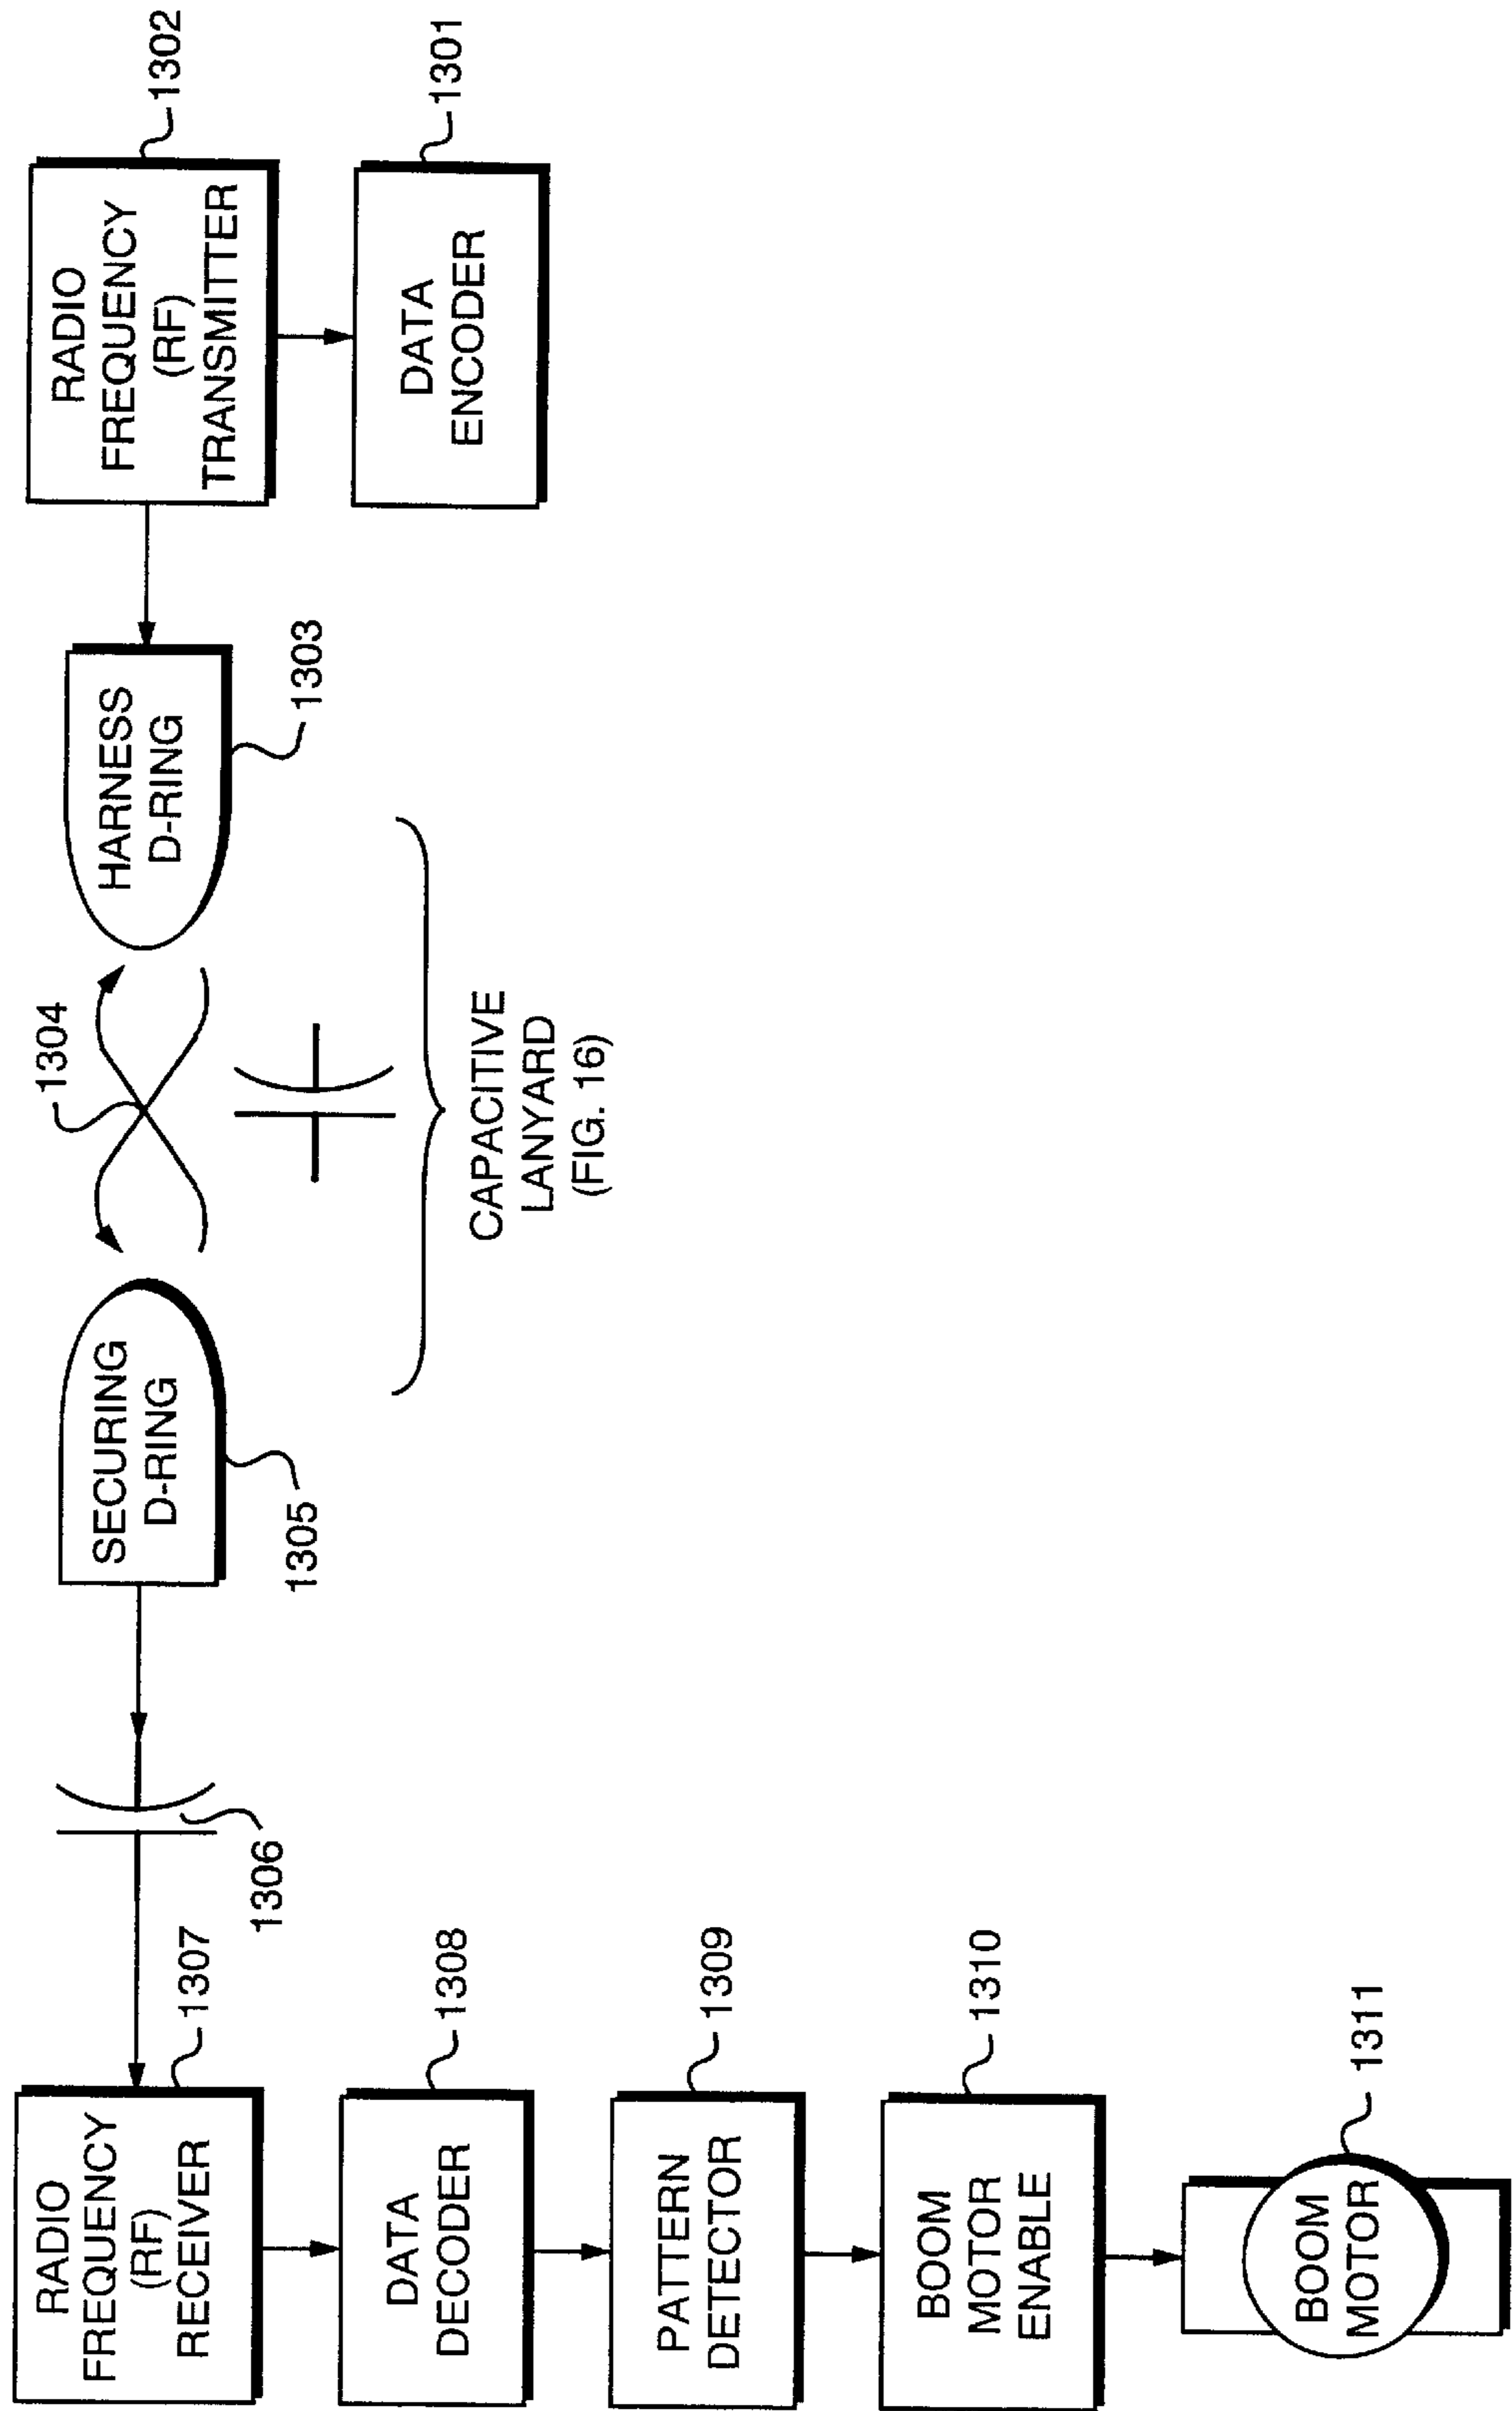 RADIO
FREQUENCY
(RF)
RECEIVER
1307
DATA
DECODER
1308
PATTERN
DETECTOR
1309
BOOM
MOTOR
ENABLE
1310
BOOM
MOTOR
1311
1306
SECURING
D-RING
1305
1304
CAPACITIVE
LANYARD
(FIG. 16)
HARNESS
D-RING
1303
RADIO
FREQUENCY
(RF)
TRANSMITTER
1302
DATA
ENCODER
1301